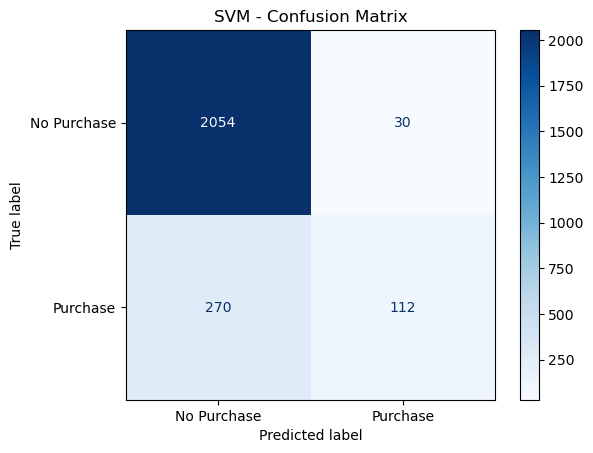 SVM - Confusion Matrix
True label
No Purchase
Purchase
2054
30
270
112
No Purchase
Purchase
Predicted label
2000
1750
1500
1250
1000
750
500
250